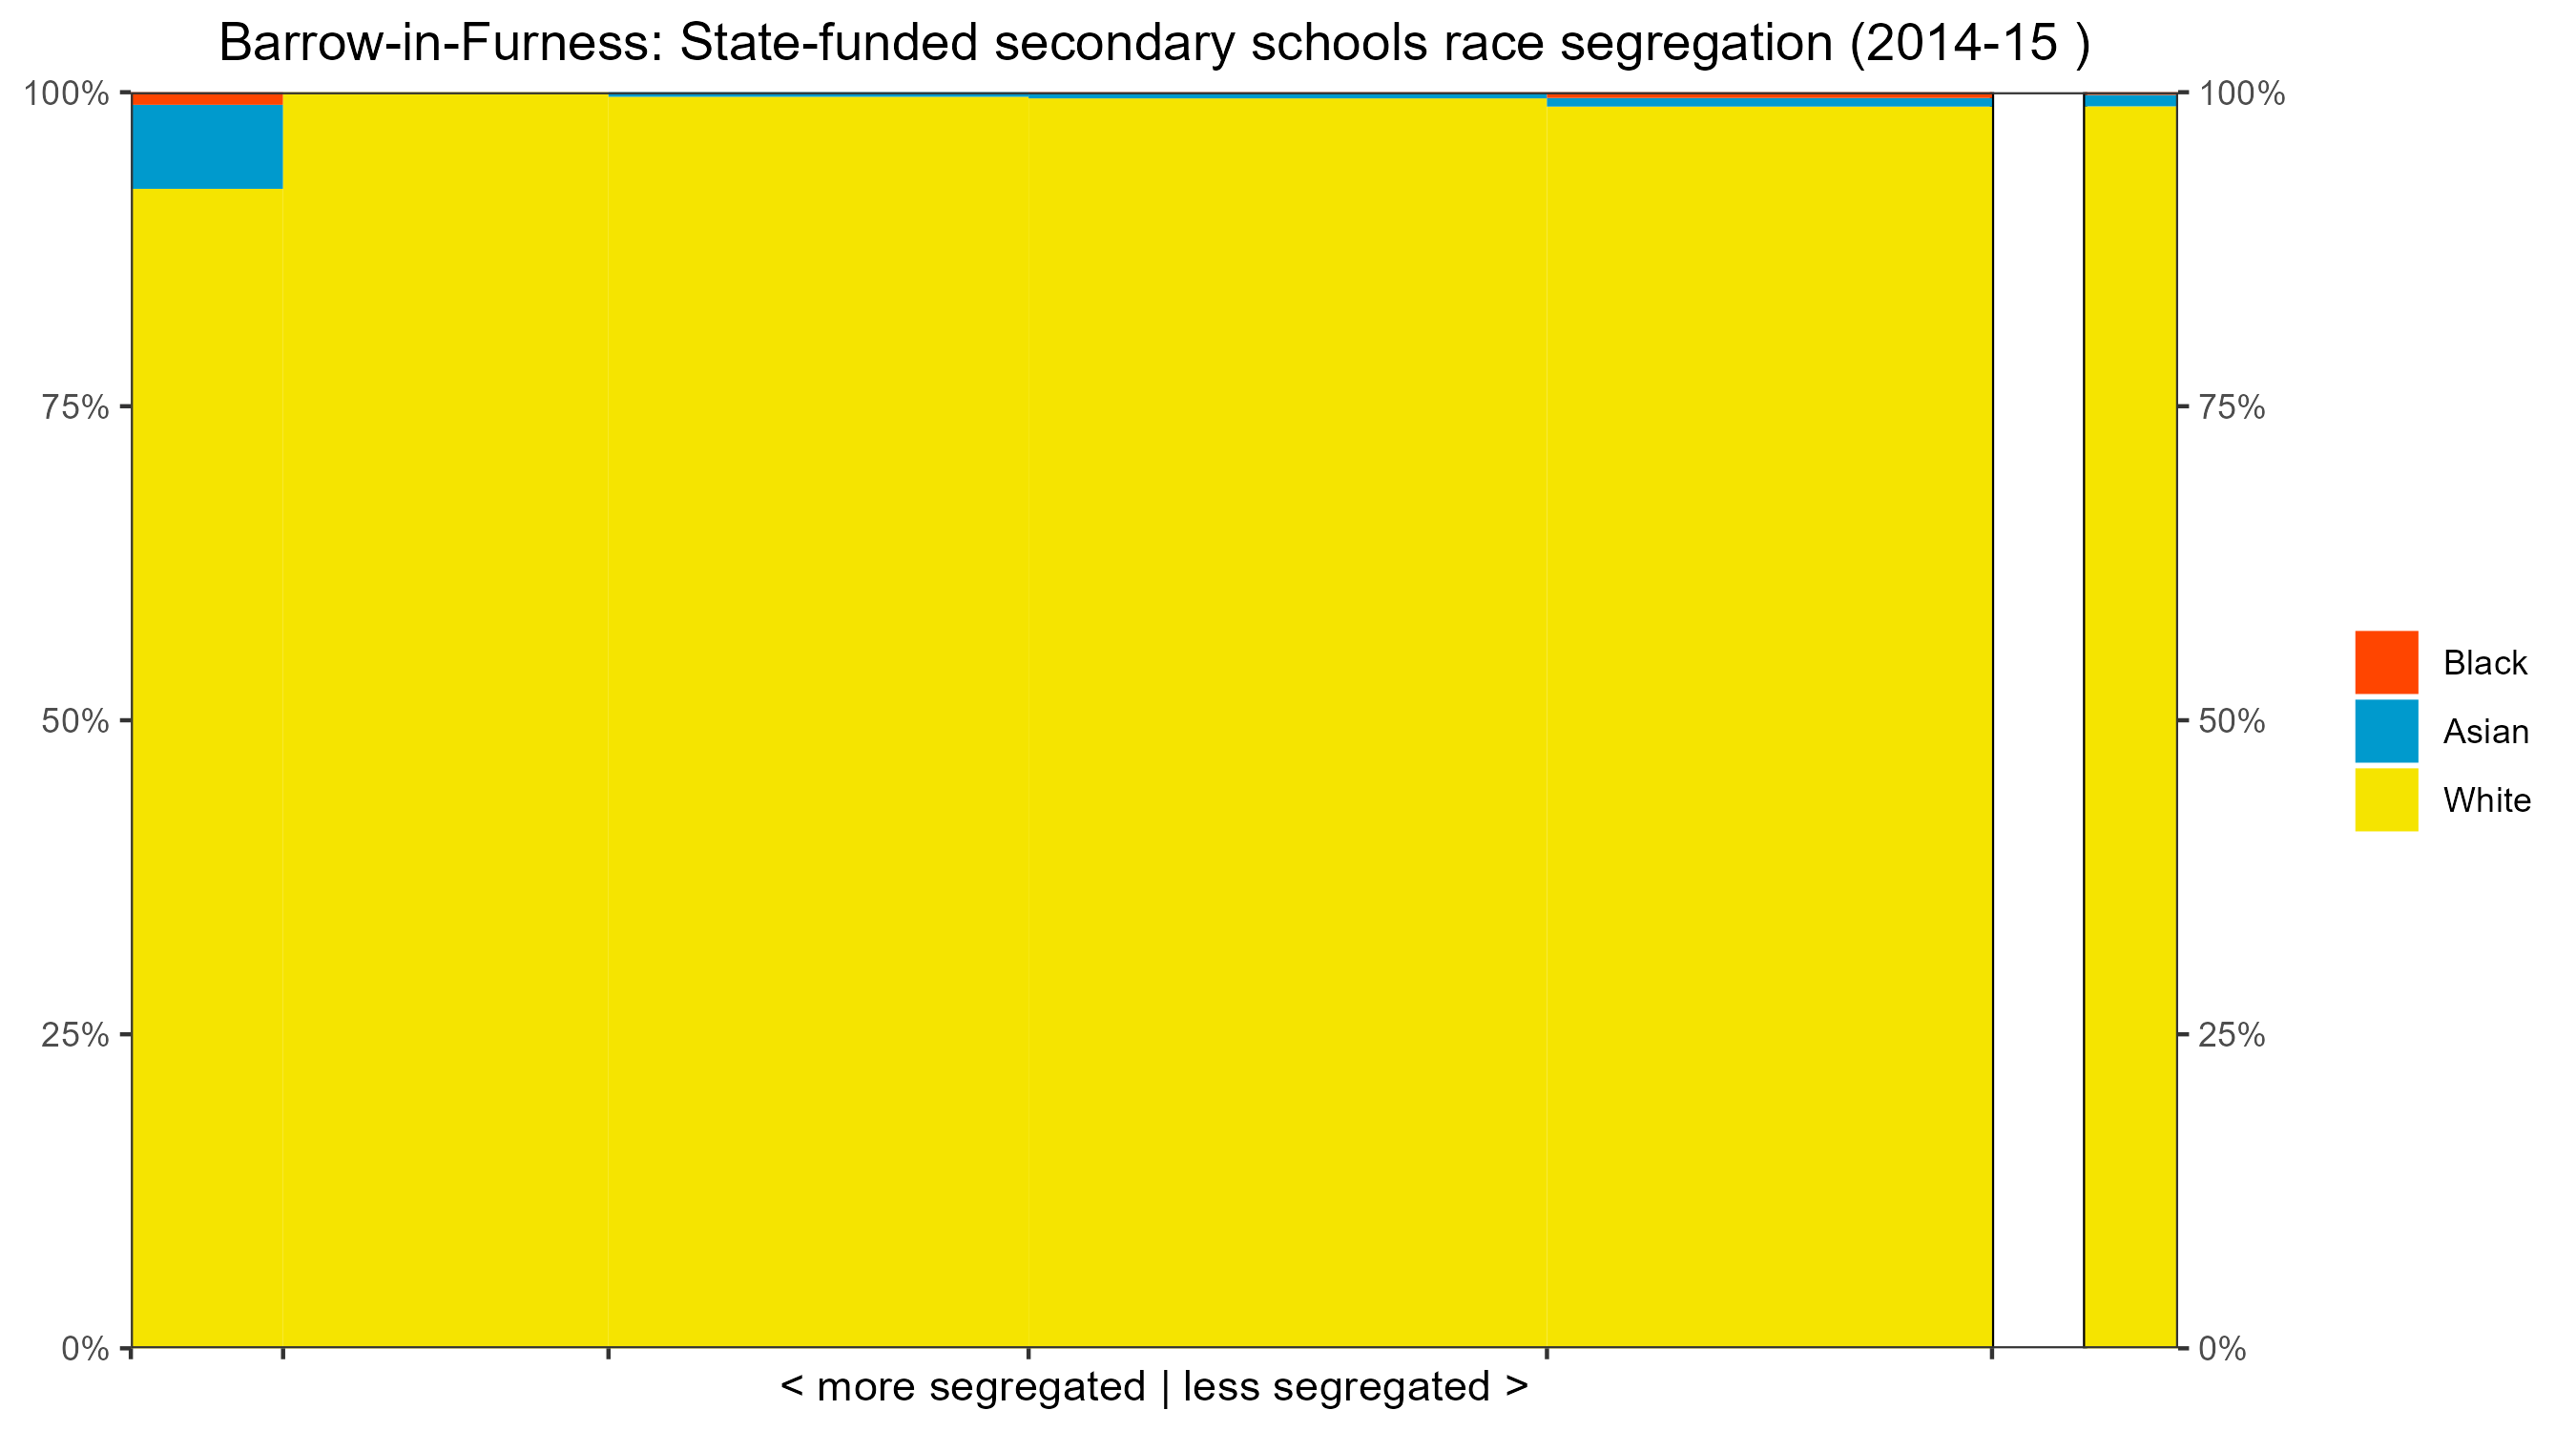 Barrow-in-Furness: State-funded secondary schools race segregation (2014-15 )
100%
75%
50%
25%
0%
100%
75%
50%
25%
0%
Black
Asian
White
< more segregated | less segregated >